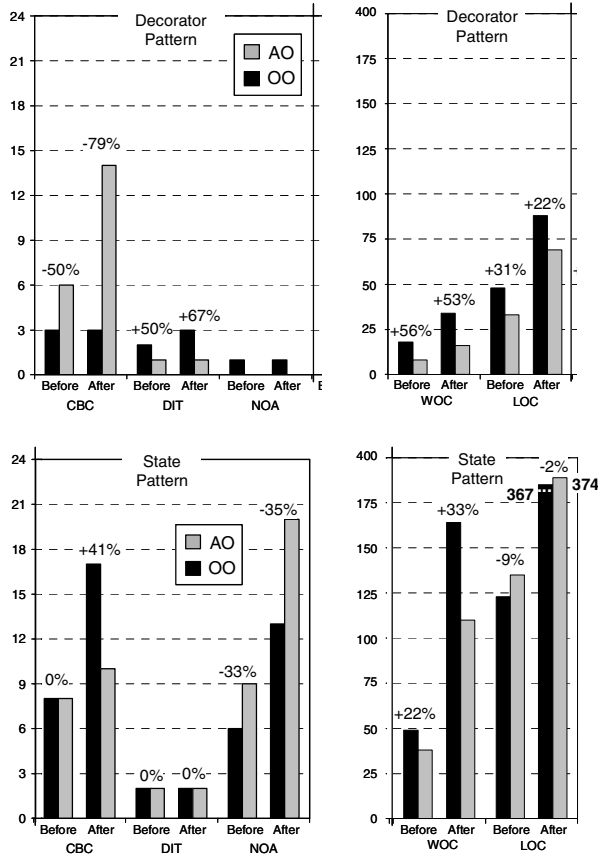 Decorator
Pattern
AO
OO
24
21
18
15
12
9
6
3
0
-50%
-79%
+50%
+67%
Before After Before After Before After
CBC DIT NOA
Decorator
Pattern
400
175
150
125
100
75
50
25
0
+56%
+53%
+31%
+22%
Before After Before After
WOC LOC
State
Pattern
AO
OO
24
21
18
15
12
9
6
3
0
0%
+41%
0%
0%
-33%
-35%
Before After Before After Before After
CBC DIT NOA
State
Pattern
400
175
150
125
100
75
50
25
0
+22%
+33%
-9%
-2%
367
374
Before After Before After
WOC LOC